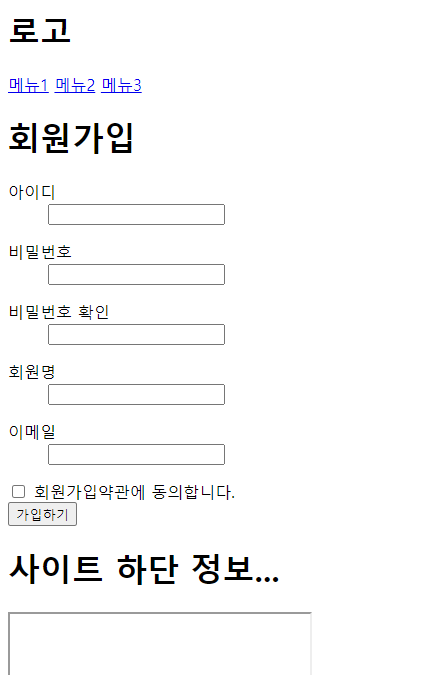 로고
메뉴1 메뉴2 메뉴3
회원가입
아이디
비밀번호
비밀번호 확인
회원명
이메일
회원가입약관에 동의합니다.
가입하기
사이트 하단 정보...